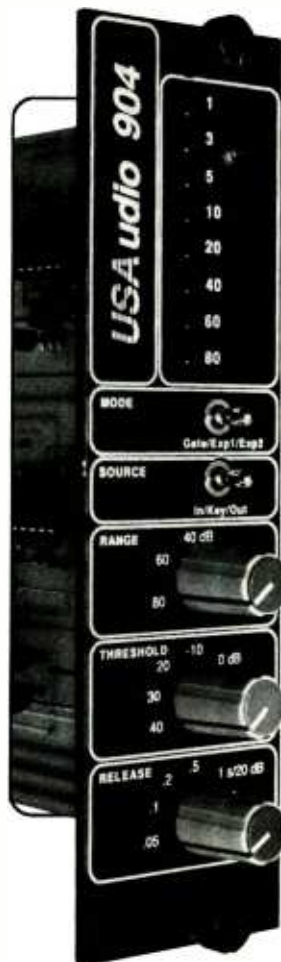 USAudio 904
1
3
5
10
20
40
60
80
MODE
Gate/Exp1/Exp2
SOURCE
In/Key/Out
RANGE
40 dB
60
80
THRESHOLD
-10
20
0 dB
30
40
RELEASE
.5
.2
1 s/20 dB
.1
.05